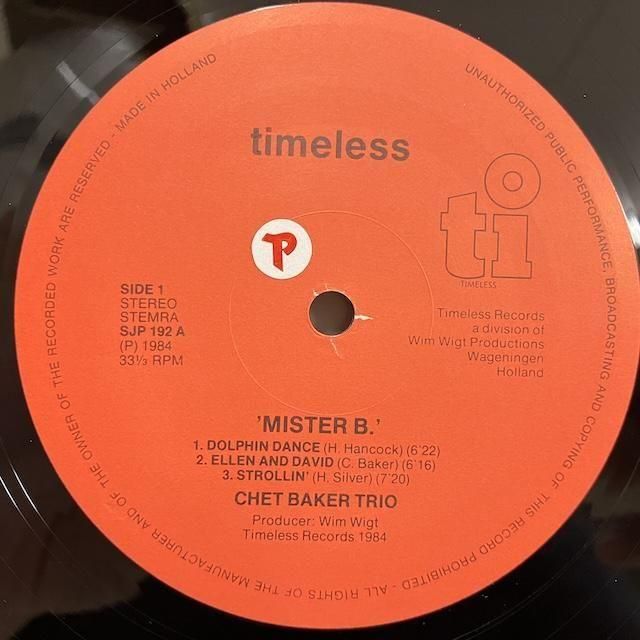 ALL RIGHTS OF THE MANUFACTURER AND OF THE OWNER OF THE RECORDED WORK ARE RESERVED - MADE IN HOLLAND
UNAUTHORIZED PUBLIC PERFORMANCE, BROADCASTING AND COPYING OF THIS RECORD PROHIBITED -
timeless
ti
TIMELESS
P
SIDE 1
STEREO
STEMRA
SJP 192 A
(P) 1984
33⅓ RPM
Timeless Records
a division of
Wim Wigt Productions
Wageningen
Holland
'MISTER B.'
1. DOLPHIN DANCE (H. Hancock) (6'22)
2. ELLEN AND DAVID (C. Baker) (6'16)
3. STROLLIN' (H. Silver) (7'20)
CHET BAKER TRIO
Producer: Wim Wigt
Timeless Records 1984